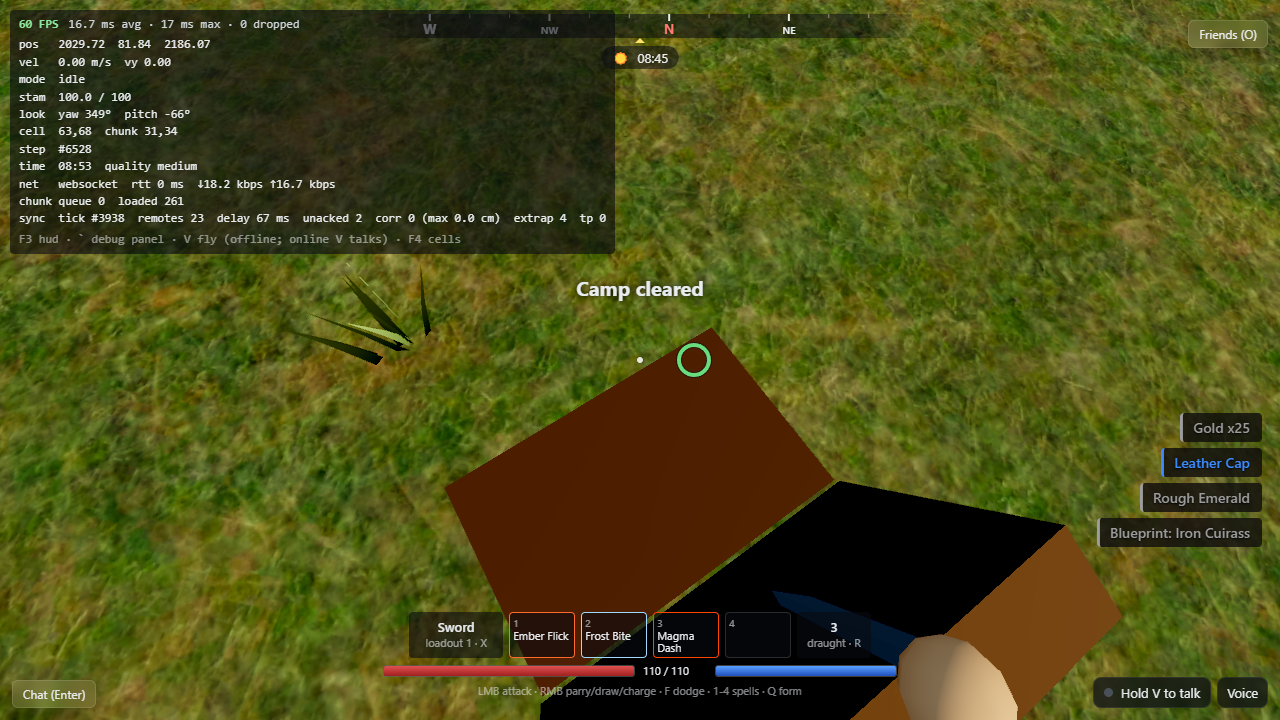 60 FPS 16.7 ms avg · 17 ms max · 0 dropped
pos 2029.72 81.84 2186.07
vel 0.00 m/s vy 0.00
mode idle
stam 100.0 / 100
look yaw 349° pitch -66°
cell 63,68 chunk 31,34
step #6528
time 08:53 quality medium
net websocket rtt 0 ms ↓18.2 kbps ↑16.7 kbps
chunk queue 0 loaded 261
sync tick #3938 remotes 23 delay 67 ms unacked 2 corr 0 (max 0.0 cm) extrap 4 tp 0
F3 hud · ` debug panel · V fly (offline; online V talks) · F4 cells
W NW N NE
08:45
Friends (O)
Camp cleared
Gold x25
Leather Cap
Rough Emerald
Blueprint: Iron Cuirass
Sword
loadout 1 · X
1
Ember Flick
2
Frost Bite
3
Magma
Dash
4
3
draught · R
110 / 110
LMB attack · RMB parry/draw/charge · F dodge · 1-4 spells · Q form
Chat (Enter)
Hold V to talk
Voice